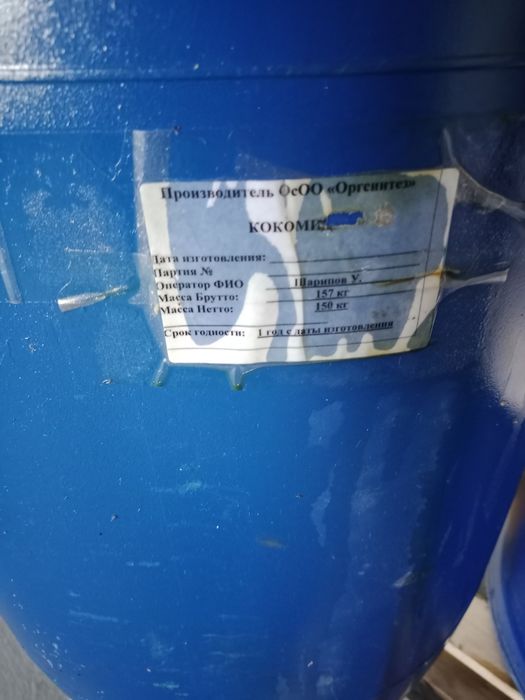 Производитель ОсОО «Оргсинтез»
КОКОМИ
Дата изготовления:
Партия №
Оператор ФИО Шарипов У.
Масса Брутто: 157 кг
Масса Нетто: 150 кг
Срок годности: 1 год с даты изготовления